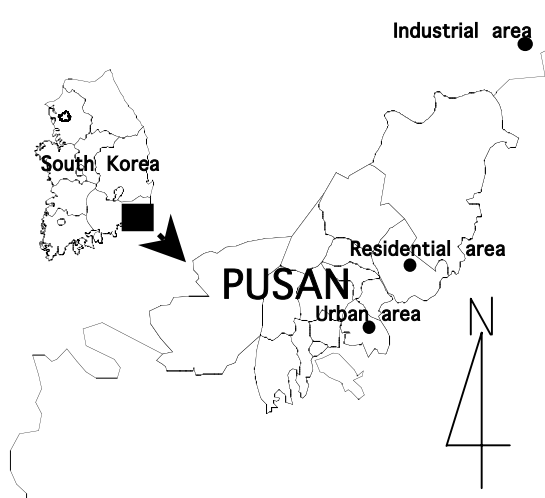 Industrial area
South Korea
Residential area
PUSAN
Urban area
N